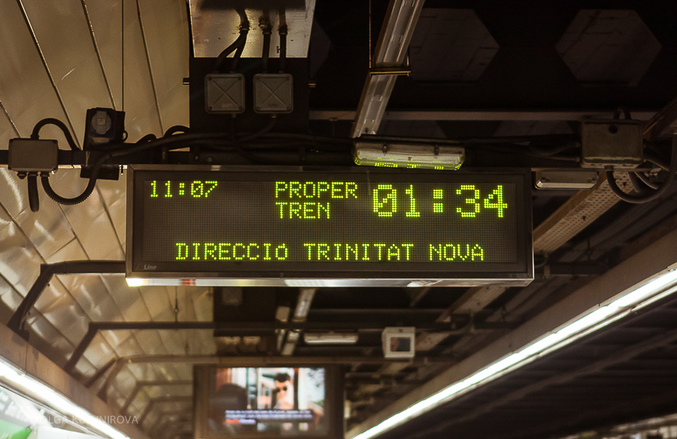 11:07 PROPER TREN 01:34
DIRECCIó TRINITAT NOVA